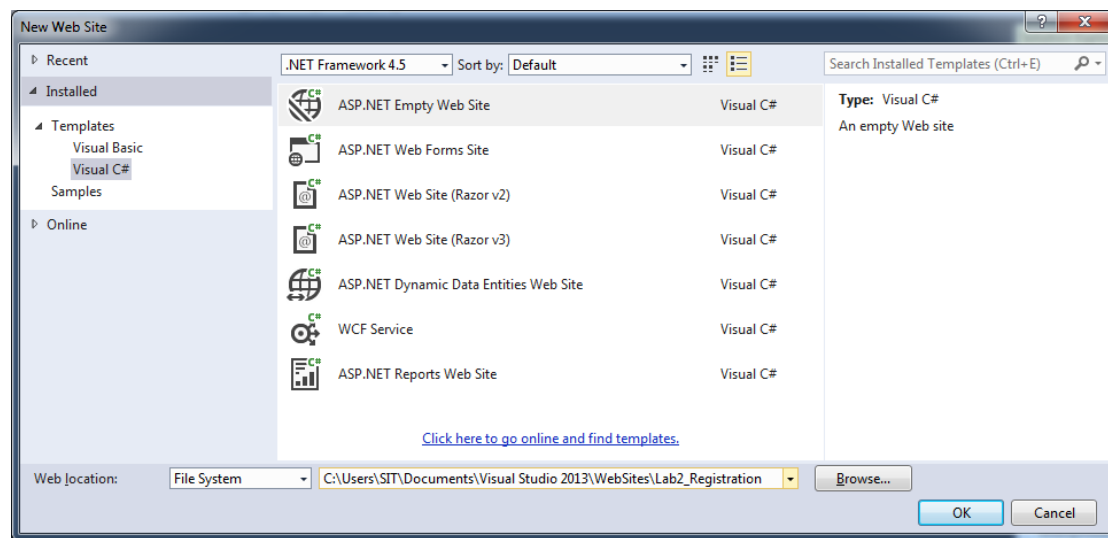 New Web Site
?
x
Recent
Installed
Templates
Visual Basic
Visual C#
Samples
Online
.NET Framework 4.5
Sort by: Default
Search Installed Templates (Ctrl+E)
C# ASP.NET Empty Web Site Visual C#
C# ASP.NET Web Forms Site Visual C#
C# @ ASP.NET Web Site (Razor v2) Visual C#
C# @ ASP.NET Web Site (Razor v3) Visual C#
C# ASP.NET Dynamic Data Entities Web Site Visual C#
C# WCF Service Visual C#
C# ASP.NET Reports Web Site Visual C#
Click here to go online and find templates.
Type: Visual C#
An empty Web site
Web location: File System C:\Users\SIT\Documents\Visual Studio 2013\WebSites\Lab2_Registration Browse...
OK Cancel